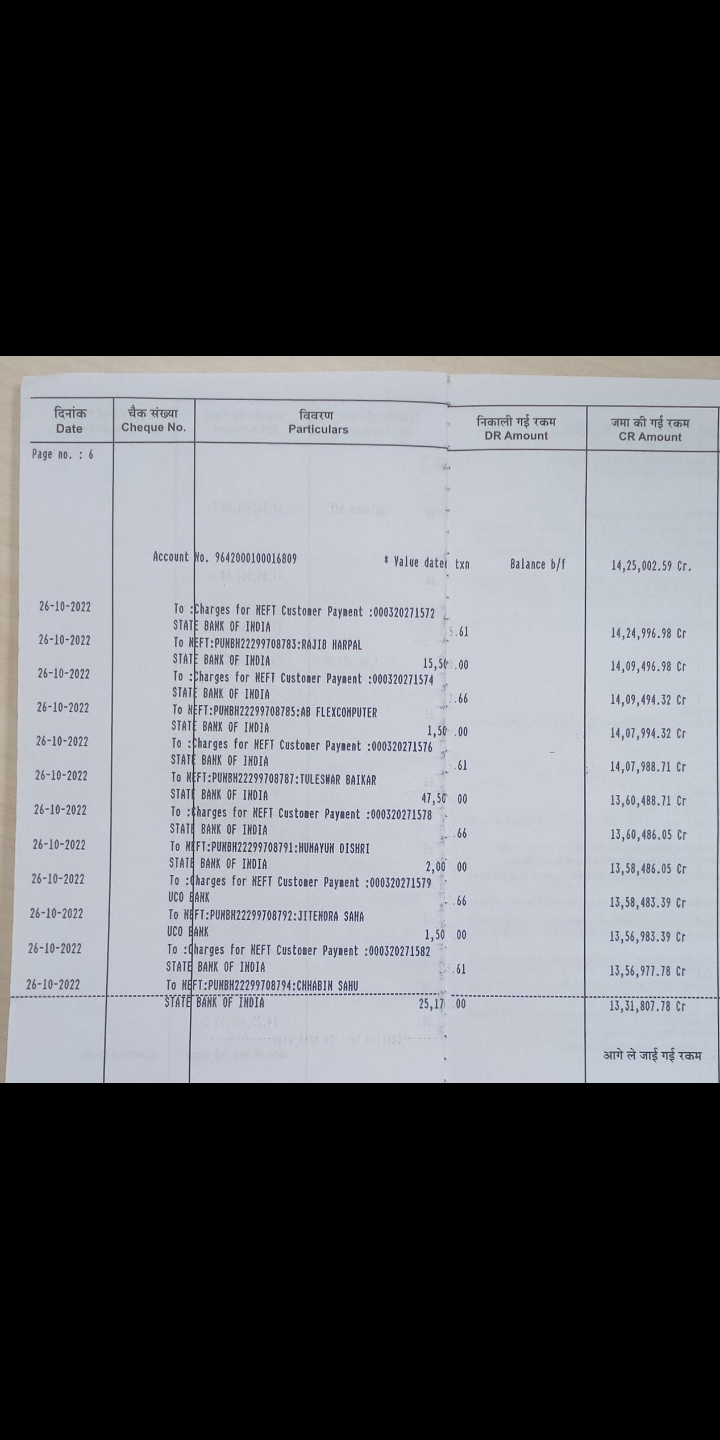 दिनांक चैक संख्या विवरण निकाली गई रकम जमा की गई रकम
Date Cheque No. Particulars DR Amount CR Amount
Page no. : 6
Account No. 9642000100016809 * Value dated txn Balance b/f 14,25,002.59 Cr.
26-10-2022 To :Charges for NEFT Customer Payment :000320271572
STATE BANK OF INDIA 5.61 14,24,996.98 Cr
26-10-2022 To NEFT:PUNBH22299708783:RAJIB HARPAL
STATE BANK OF INDIA 15,50 .00 14,09,496.98 Cr
26-10-2022 To :Charges for NEFT Customer Payment :000320271574
STATE BANK OF INDIA .66 14,09,494.32 Cr
26-10-2022 To NEFT:PUNBH22299708785:AB FLEXCOMPUTER
STATE BANK OF INDIA 1,50 .00 14,07,994.32 Cr
26-10-2022 To :Charges for NEFT Customer Payment :000320271576
STATE BANK OF INDIA .61 14,07,988.71 Cr
26-10-2022 To NEFT:PUNBH22299708787:TULESWAR BAIKAR
STATE BANK OF INDIA 47,50 00 13,60,488.71 Cr
26-10-2022 To :Charges for NEFT Customer Payment :000320271578
STATE BANK OF INDIA .66 13,60,486.05 Cr
26-10-2022 To NEFT:PUNBH22299708791:HUMAYUN DISHRI
STATE BANK OF INDIA 2,00 00 13,58,486.05 Cr
26-10-2022 To :Charges for NEFT Customer Payment :000320271579
UCO BANK .66 13,58,483.39 Cr
26-10-2022 To NEFT:PUNBH22299708792:JITENDRA SAHA
UCO BANK 1,50 .00 13,56,983.39 Cr
26-10-2022 To :Charges for NEFT Customer Payment :000320271582
STATE BANK OF INDIA .61 13,56,977.78 Cr
26-10-2022 To NEFT:PUNBH22299708794:CHHABIN SAHU
STATE BANK OF INDIA 25,17 00 13,31,807.78 Cr
आगे ले जाई गई रकम